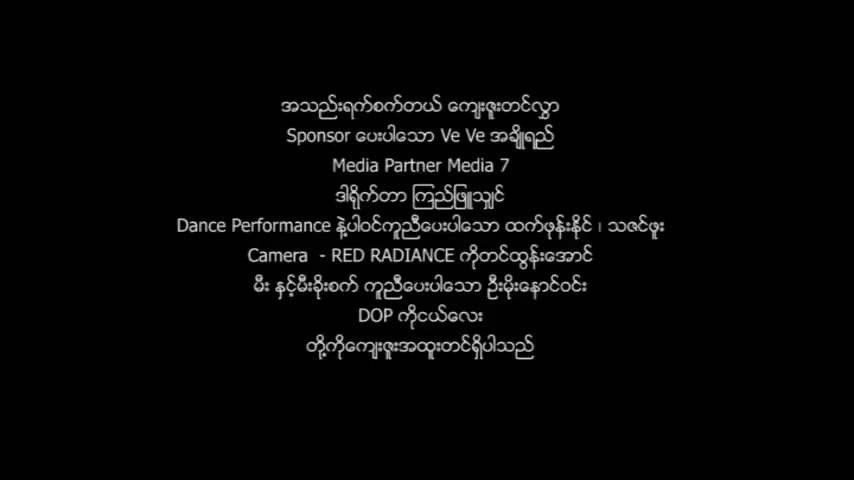 အသည်းရက်စက်တယ် ကျေးဇူးတင်လွှာ
Sponsor ပေးပါသော Ve Ve အချိုရည်
Media Partner Media 7
ဒါရိုက်တာ ကြည်ဖြူသျှင်
Dance Performance နဲ့ပါဝင်ကူညီပေးပါသော ထက်ဖုန်းနိုင် ၊ သဇင်ဖူး
Camera - RED RADIANCE ကိုတင်ထွန်းအောင်
မီး နှင့်မီးခိုးစက် ကူညီပေးပါသော ဦးမိုးနောင်ဝင်း
DOP ကိုငယ်လေး
တို့ကိုကျေးဇူးအထူးတင်ရှိပါသည်